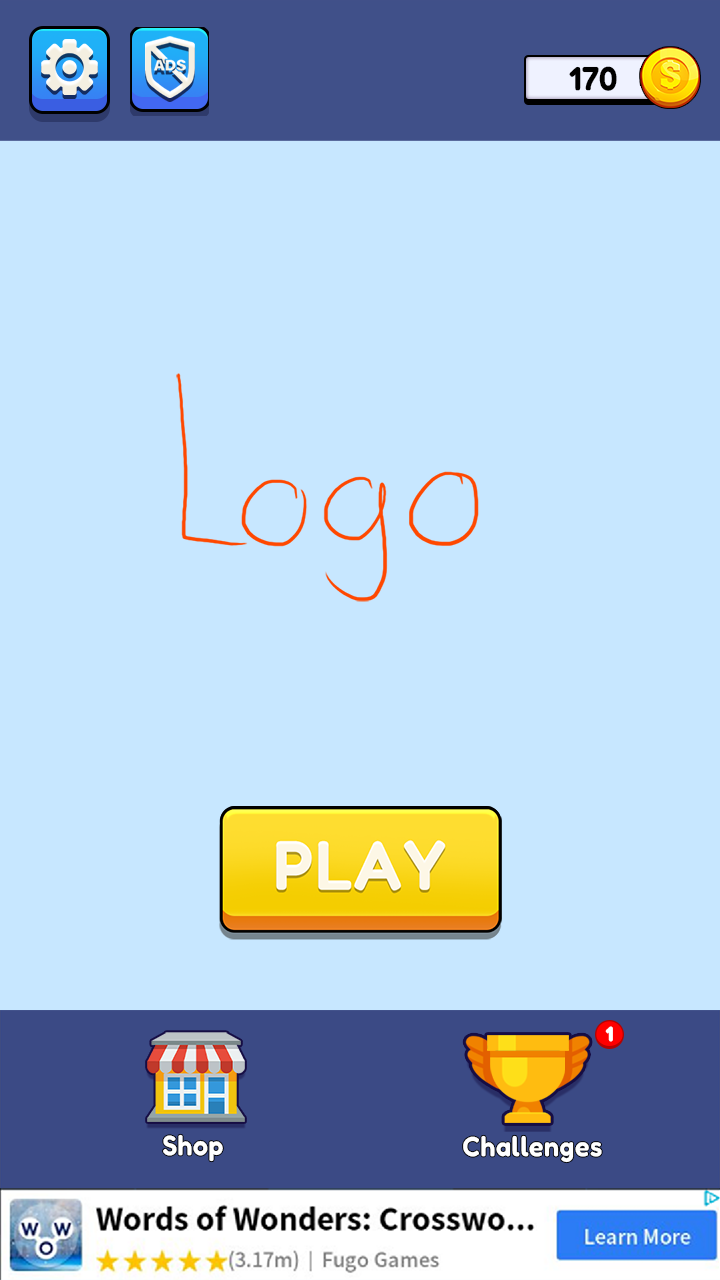 ADS
170
S
Logo
PLAY
1
Shop
Challenges
W W
O
Words of Wonders: Crosswo...
(3.17m) | Fugo Games
Learn More